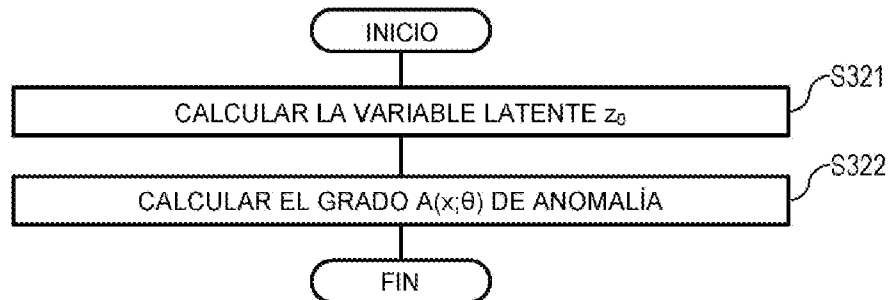 INICIO
CALCULAR LA VARIABLE LATENTE z₀
S321
CALCULAR EL GRADO A(x;θ) DE ANOMALÍA
S322
FIN